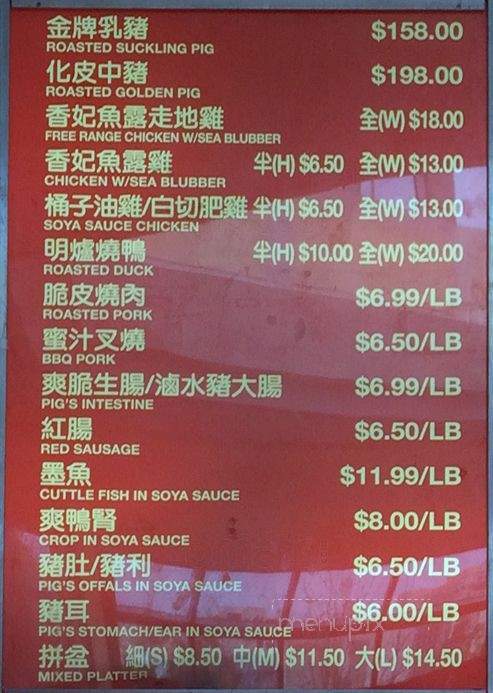 金牌乳豬 $158.00
ROASTED SUCKLING PIG
化皮中豬 $198.00
ROASTED GOLDEN PIG
香妃魚露走地雞 全(W) $18.00
FREE RANGE CHICKEN W/SEA BLUBBER
香妃魚露雞 半(H) $6.50 全(W) $13.00
CHICKEN W/SEA BLUBBER
桶子油雞/白切肥雞 半(H) $6.50 全(W) $13.00
SOYA SAUCE CHICKEN
明爐燒鴨 半(H) $10.00 全(W) $20.00
ROASTED DUCK
脆皮燒肉 $6.99/LB
ROASTED PORK
蜜汁叉燒 $6.50/LB
BBQ PORK
爽脆生腸/滷水豬大腸 $6.99/LB
PIG'S INTESTINE
紅腸 $6.50/LB
RED SAUSAGE
墨魚 $11.99/LB
CUTTLE FISH IN SOYA SAUCE
爽鴨腎 $8.00/LB
CROP IN SOYA SAUCE
豬肚/豬利 $6.50/LB
PIG'S OFFALS IN SOYA SAUCE
豬耳 $6.00/LB
PIG'S STOMACH/EAR IN SOYA SAUCE
menupix
拼盆 細(S) $8.50 中(M) $11.50 大(L) $14.50
MIXED PLATTER